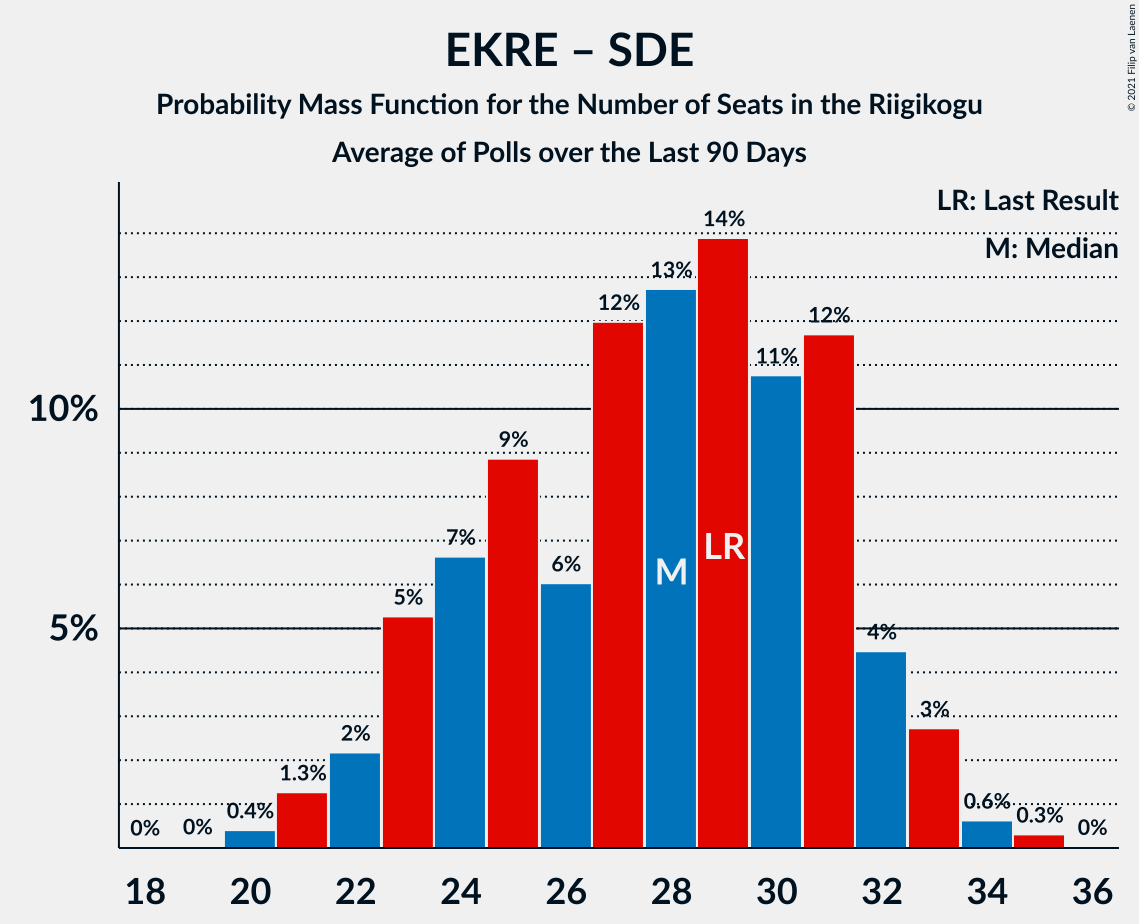 EKRE – SDE
Probability Mass Function for the Number of Seats in the Riigikogu
Average of Polls over the Last 90 Days
© 2021 Filip van Laenen
LR: Last Result
M: Median
10%
5%
0%
0%
0.4%
1.3%
2%
5%
7%
9%
6%
12%
13%
14%
11%
12%
4%
3%
0.6%
0.3%
0%
M
LR
18 20 22 24 26 28 30 32 34 36